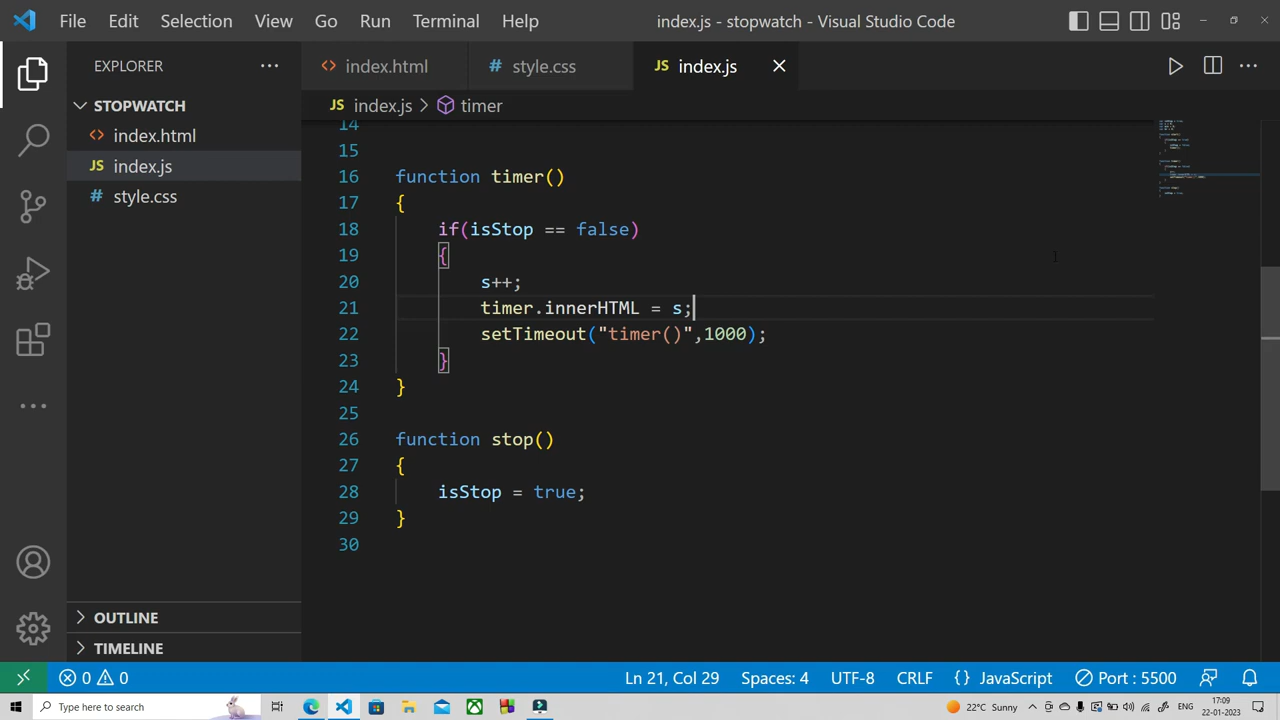 File Edit Selection View Go Run Terminal Help index.js - stopwatch - Visual Studio Code
EXPLORER
STOPWATCH
index.html
JS index.js
# style.css
OUTLINE
TIMELINE
index.html # style.css JS index.js
JS index.js > timer
14
15
16 function timer()
17 {
18 if(isStop == false)
19 {
20 s++;
21 timer.innerHTML = s;
22 setTimeout("timer()",1000);
23 }
24 }
25
26 function stop()
27 {
28 isStop = true;
29 }
30
0 0 Ln 21, Col 29 Spaces: 4 UTF-8 CRLF {} JavaScript Port : 5500
Type here to search 22°C Sunny ENG 17:09
22-01-2023